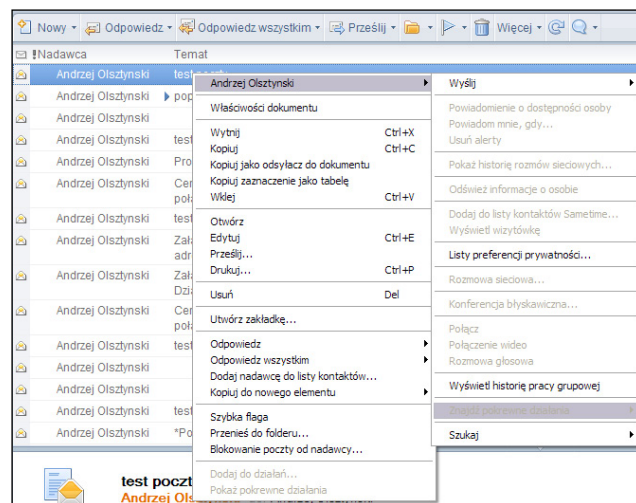 Nowy Odpowiedz Odpowiedz wszystkim Prześlij Więcej
!Nadawca Temat
Andrzej Olsztynski test poczty
Andrzej Olsztynski pop
Andrzej Olsztynski
Andrzej Olsztynski test
Andrzej Olsztynski Pro
Andrzej Olsztynski Cer
poła
Andrzej Olsztynski test
Andrzej Olsztynski Zał
adr
Andrzej Olsztynski Zał
Dzi
Andrzej Olsztynski Cer
poła
Andrzej Olsztynski test
Andrzej Olsztynski
Andrzej Olsztynski
Andrzej Olsztynski test
Andrzej Olsztynski *Po
Andrzej Olsztynski
Właściwości dokumentu
Wytnij Ctrl+X
Kopiuj Ctrl+C
Kopiuj jako odsyłacz do dokumentu
Kopiuj zaznaczenie jako tabelę
Wklej Ctrl+V
Otwórz
Edytuj Ctrl+E
Prześlij...
Drukuj... Ctrl+P
Usuń Del
Utwórz zakładkę...
Odpowiedz
Odpowiedz wszystkim
Dodaj nadawcę do listy kontaktów...
Kopiuj do nowego elementu
Szybka flaga
Przenieś do folderu...
Blokowanie poczty od nadawcy...
Dodaj do działań...
Pokaż pokrewne działania
Wyślij
Powiadomienie o dostępności osoby
Powiadom mnie, gdy...
Usuń alerty
Pokaż historię rozmów sieciowych...
Odśwież informacje o osobie
Dodaj do listy kontaktów Sametime...
Wyświetl wizytówkę
Listy preferencji prywatności...
Rozmowa sieciowa...
Konferencja błyskawiczna...
Połącz
Połączenie wideo
Rozmowa głosowa
Wyświetl historię pracy grupowej
Znajdź pokrewne działania
Szukaj
test poczt
Andrzej Ols